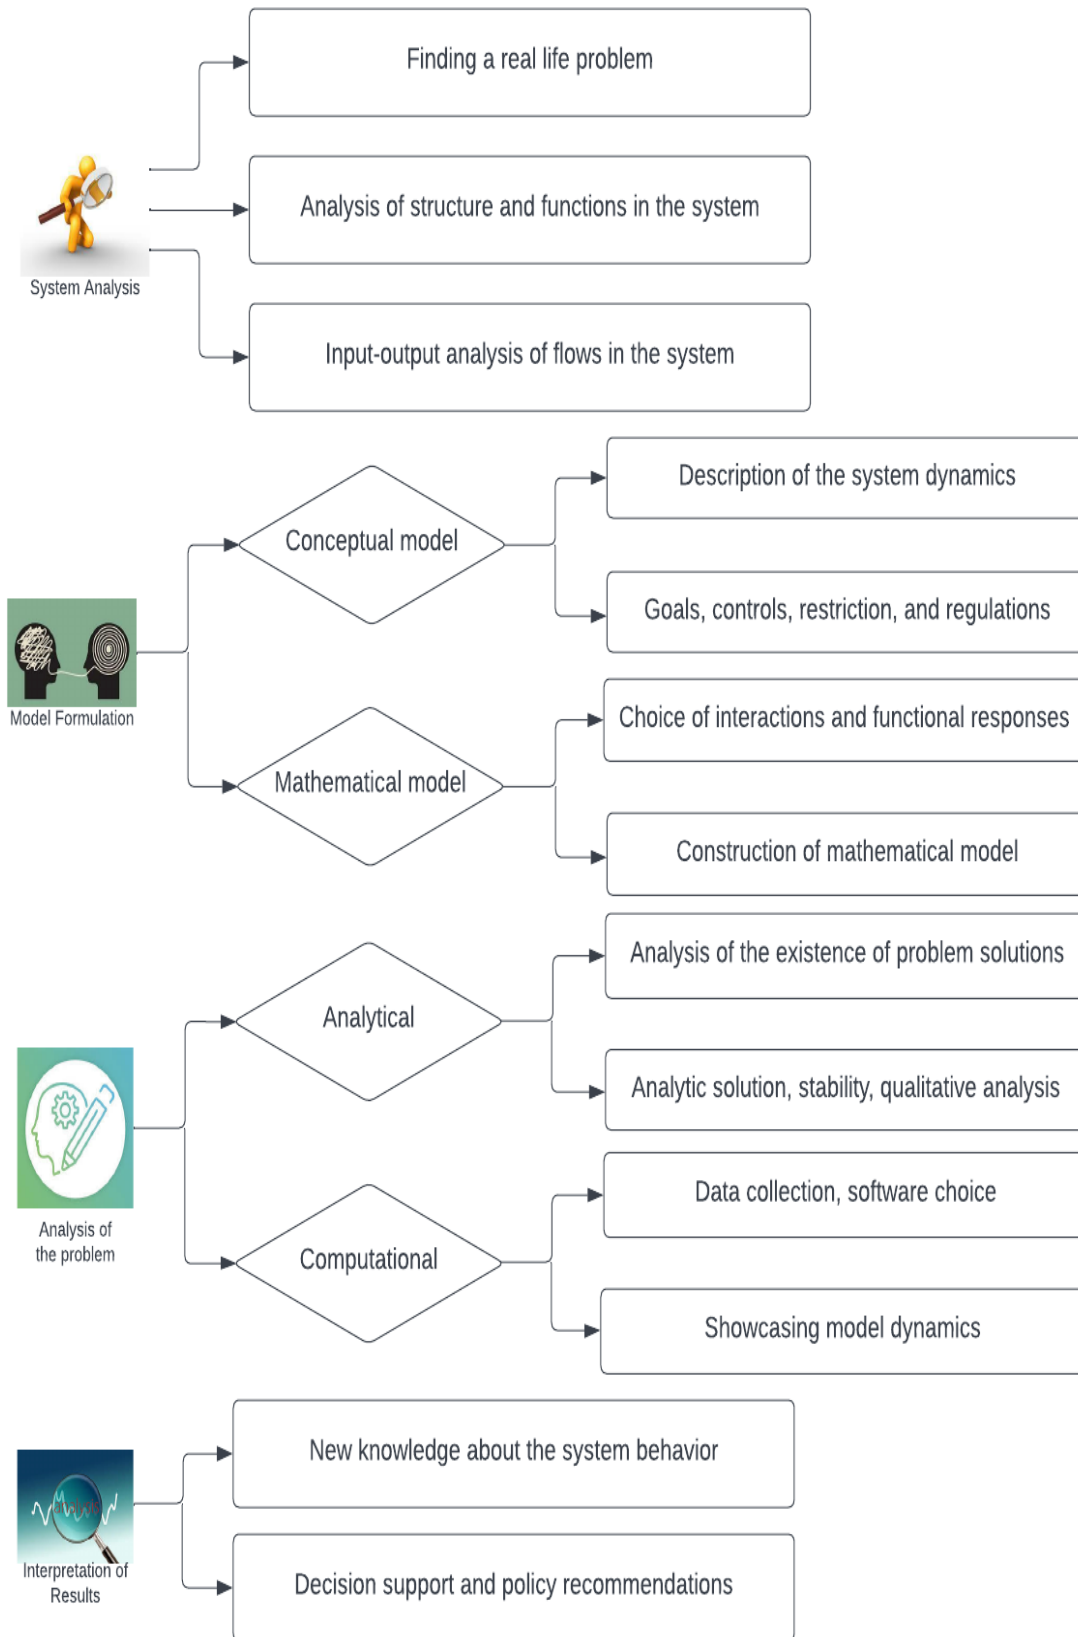 Finding a real life problem
Analysis of structure and functions in the system
System Analysis
Input-output analysis of flows in the system
Description of the system dynamics
Conceptual model
Goals, controls, restriction, and regulations
Model Formulation
Choice of interactions and functional responses
Mathematical model
Construction of mathematical model
Analysis of the existence of problem solutions
Analytical
Analytic solution, stability, qualitative analysis
Analysis of
the problem
Data collection, software choice
Computational
Showcasing model dynamics
New knowledge about the system behavior
Interpretation of
Results
Decision support and policy recommendations